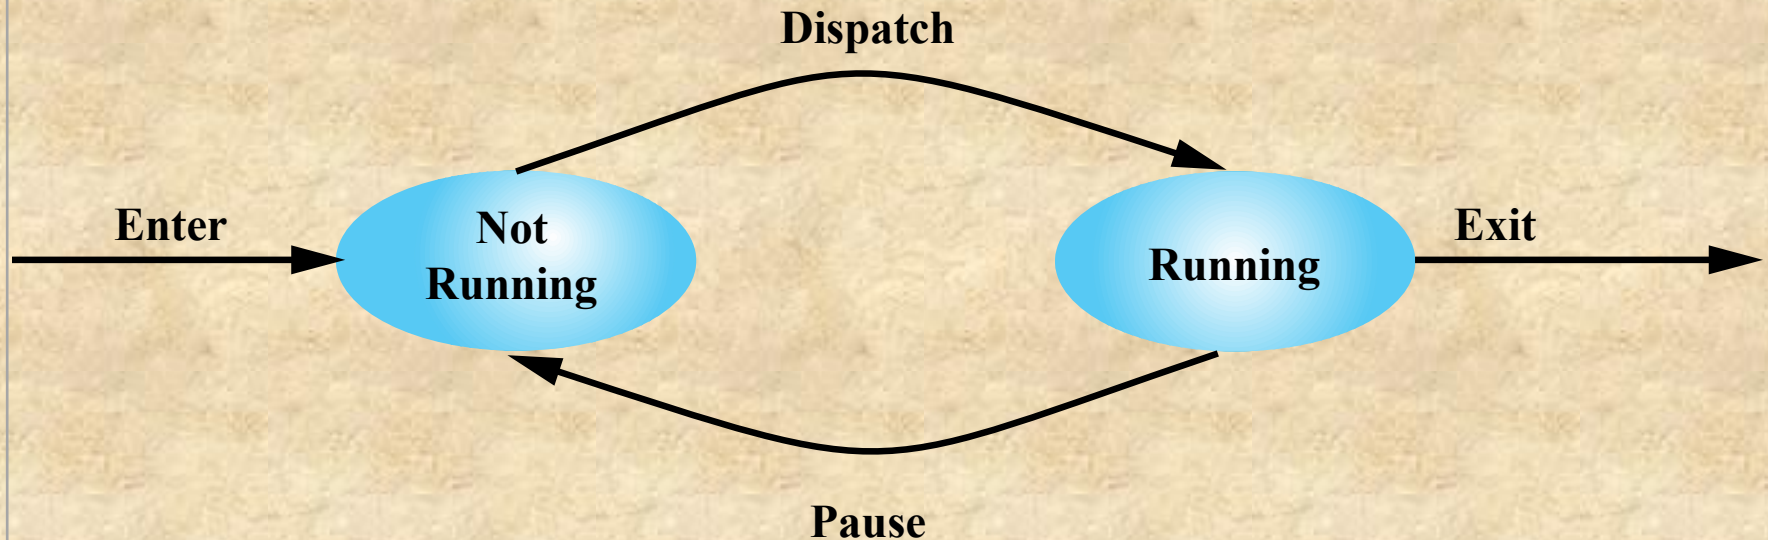 Dispatch
Enter
Not
Running
Running
Exit
Pause